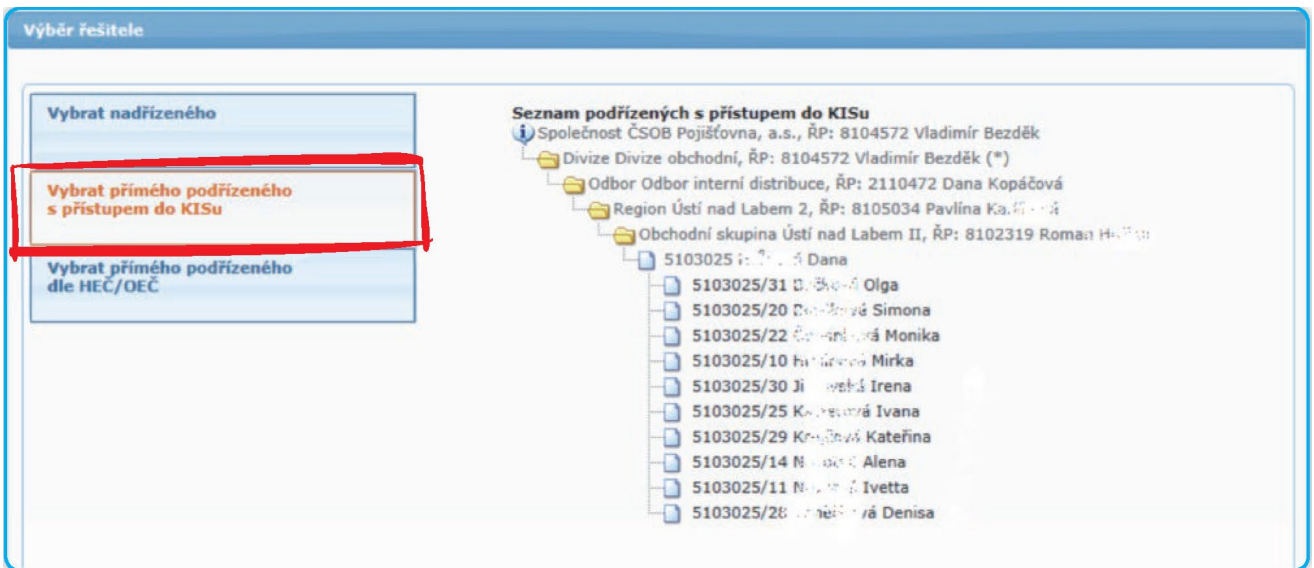 Výběr řešitele
Vybrat nadřízeného
Vybrat přímého podřízeného
s přístupem do KISu
Vybrat přímého podřízeného
dle HEČ/OEČ
Seznam podřízených s přístupem do KISu
Společnost ČSOB Pojišťovna, a.s., ŘP: 8104572 Vladimír Bezděk
Divize Divize obchodní, ŘP: 8104572 Vladimír Bezděk (*)
Odbor Odbor interní distribuce, ŘP: 2110472 Dana Kopáčová
Region Ústí nad Labem 2, ŘP: 8105034 Pavlína
Obchodní skupina Ústí nad Labem II, ŘP: 8102319 Roman
5103025 Dana
5103025/31 Olga
5103025/20 Simona
5103025/22 Monika
5103025/10 Mirka
5103025/30 Irena
5103025/25 Ivana
5103025/29 Kateřina
5103025/14 Alena
5103025/11 Ivetta
5103025/28 Denisa